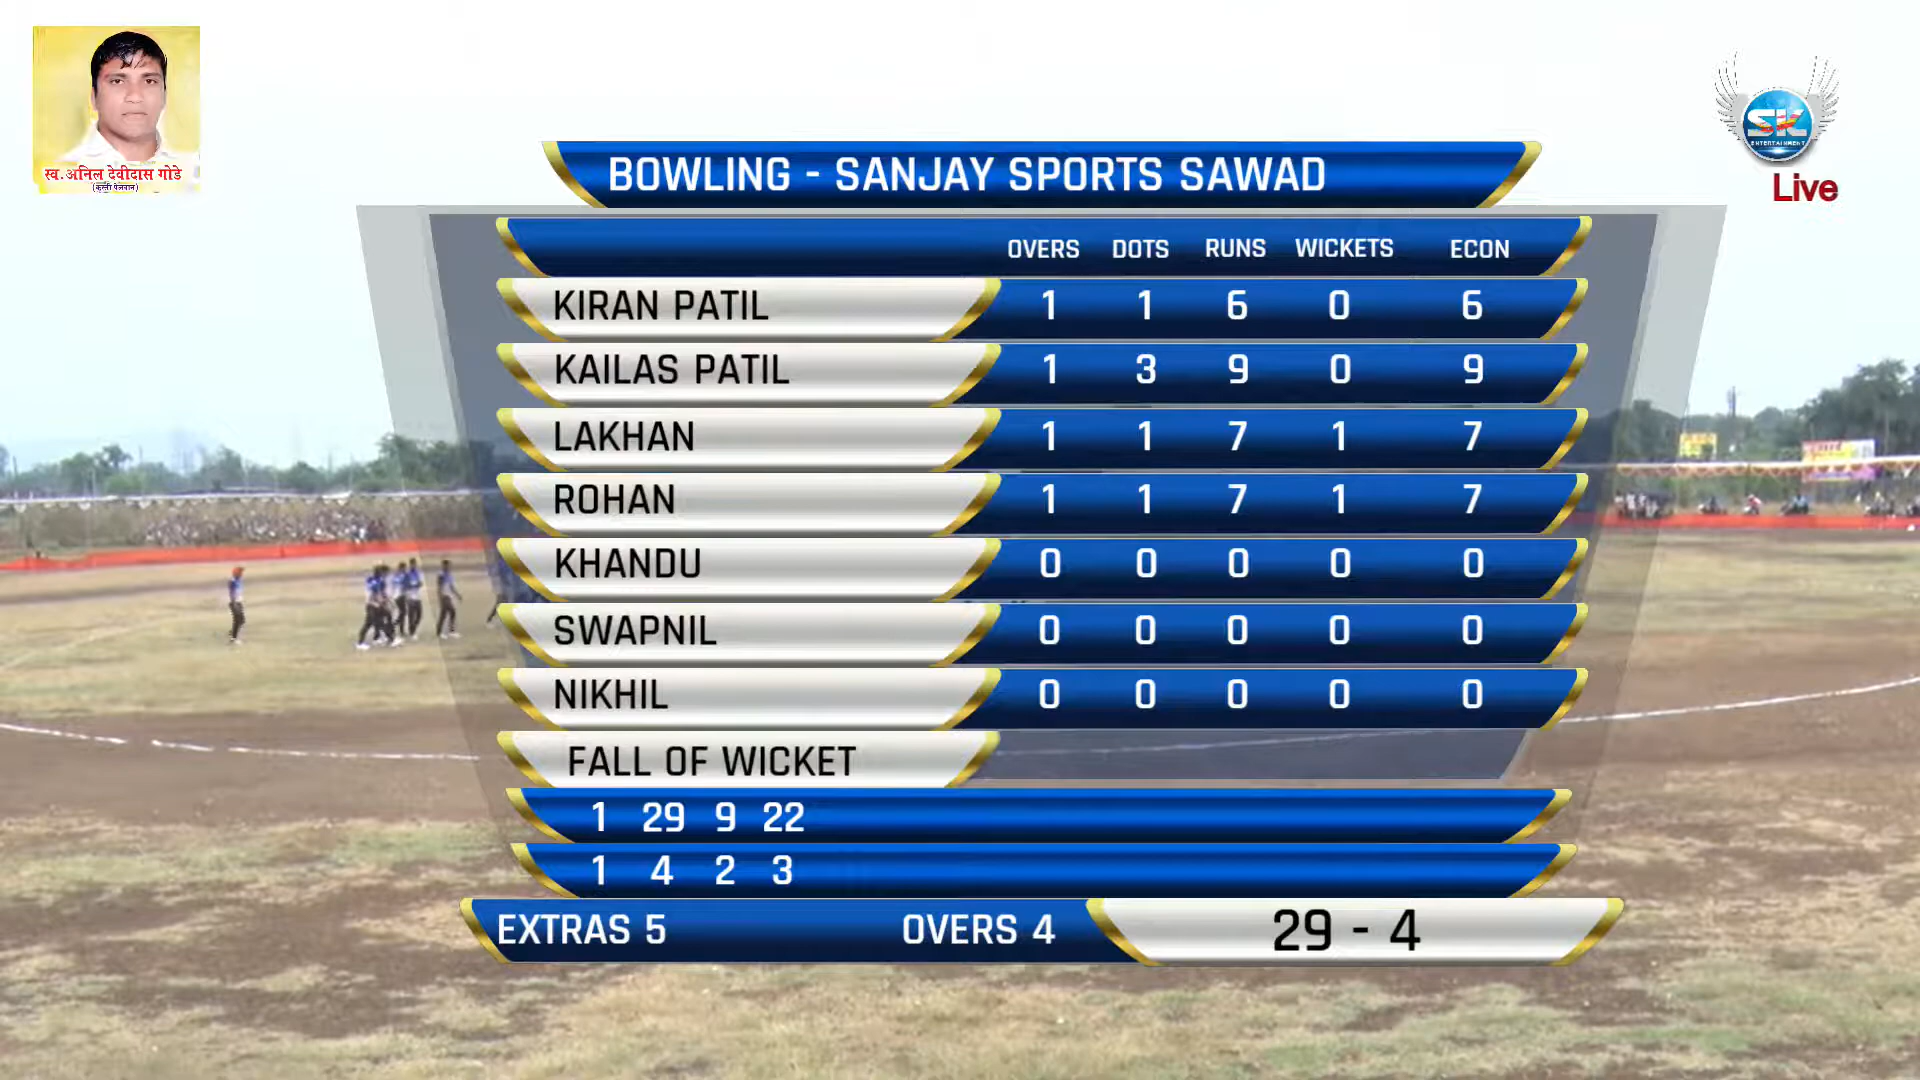 स्व.अनिल देवीदास गोडे
(कुस्ती पेलवान)
SK
ENTERTAINMENT
Live
BOWLING - SANJAY SPORTS SAWAD
OVERS DOTS RUNS WICKETS ECON
KIRAN PATIL 1 1 6 0 6
KAILAS PATIL 1 3 9 0 9
LAKHAN 1 1 7 1 7
ROHAN 1 1 7 1 7
KHANDU 0 0 0 0 0
SWAPNIL 0 0 0 0 0
NIKHIL 0 0 0 0 0
FALL OF WICKET
1 29 9 22
1 4 2 3
EXTRAS 5 OVERS 4 29 - 4